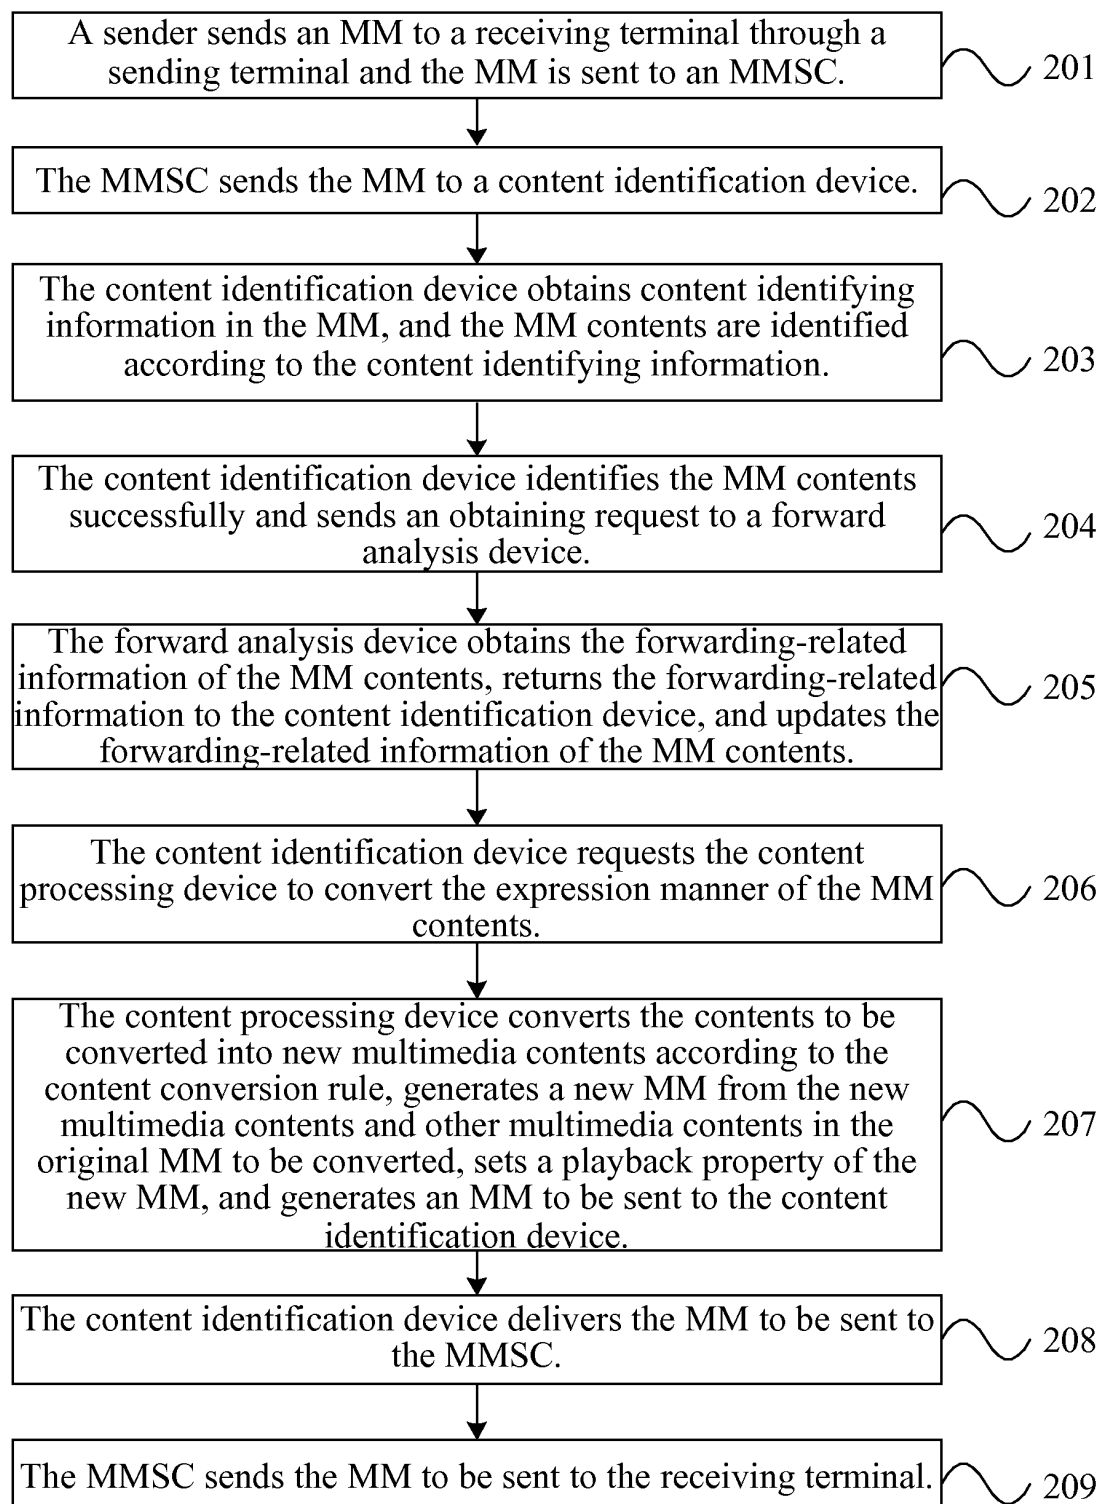 A sender sends an MM to a receiving terminal through a
sending terminal and the MM is sent to an MMSC.
201
The MMSC sends the MM to a content identification device.
202
The content identification device obtains content identifying
information in the MM, and the MM contents are identified
according to the content identifying information.
203
The content identification device identifies the MM contents
successfully and sends an obtaining request to a forward
analysis device.
204
The forward analysis device obtains the forwarding-related
information of the MM contents, returns the forwarding-related
information to the content identification device, and updates the
forwarding-related information of the MM contents.
205
The content identification device requests the content
processing device to convert the expression manner of the MM
contents.
206
The content processing device converts the contents to be
converted into new multimedia contents according to the
content conversion rule, generates a new MM from the new
multimedia contents and other multimedia contents in the
original MM to be converted, sets a playback property of the
new MM, and generates an MM to be sent to the content
identification device.
207
The content identification device delivers the MM to be sent to
the MMSC.
208
The MMSC sends the MM to be sent to the receiving terminal.
209